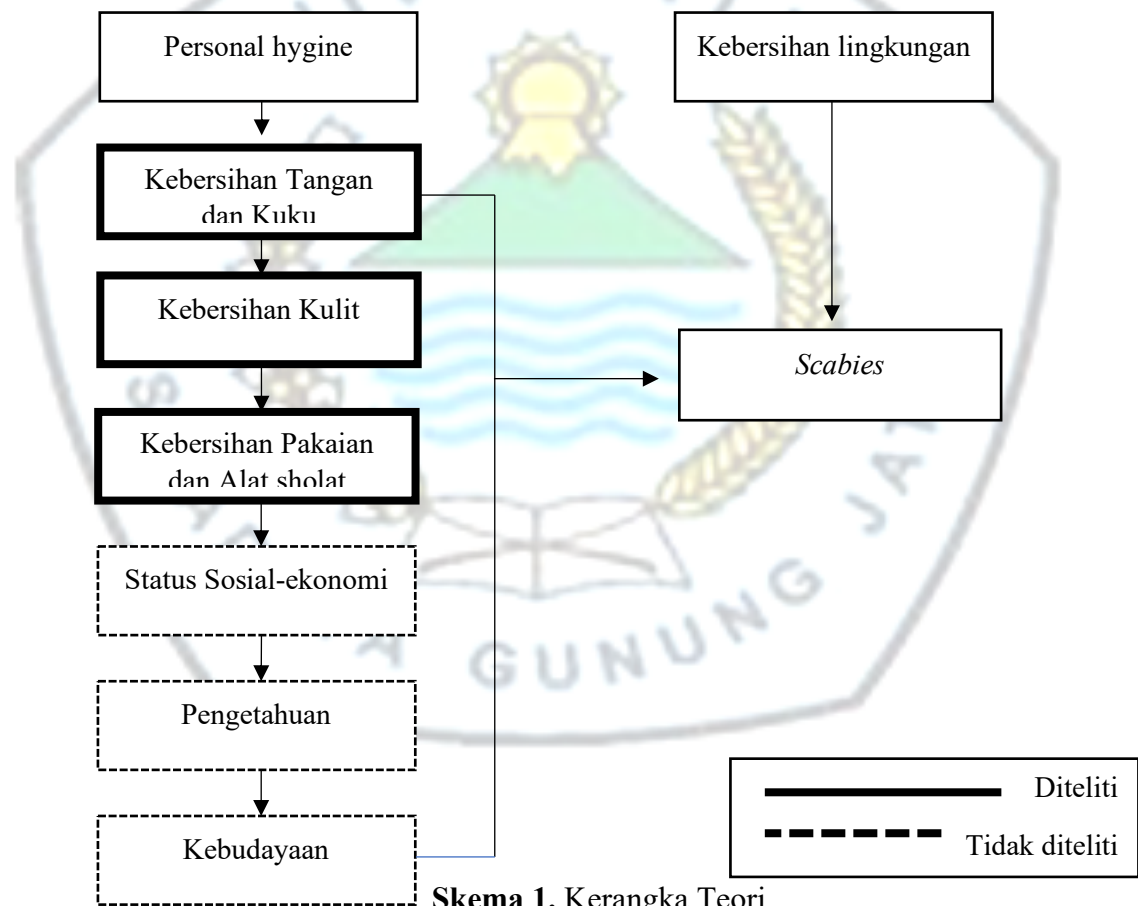 Personal hygine
Kebersihan lingkungan
Kebersihan Tangan
dan Kuku
Kebersihan Kulit
Scabies
Kebersihan Pakaian
dan Alat sholat
Status Sosial-ekonomi
Pengetahuan
Kebudayaan
Diteliti
Tidak diteliti
Skema 1. Kerangka Teori
GUNUNG